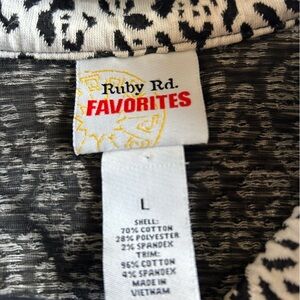 Ruby Rd.
FAVORITES
L
SHELL:
70% COTTON
28% POLYESTER
2% SPANDEX
TRIM:
96% COTTON
4% SPANDEX
MADE IN
VIETNAM